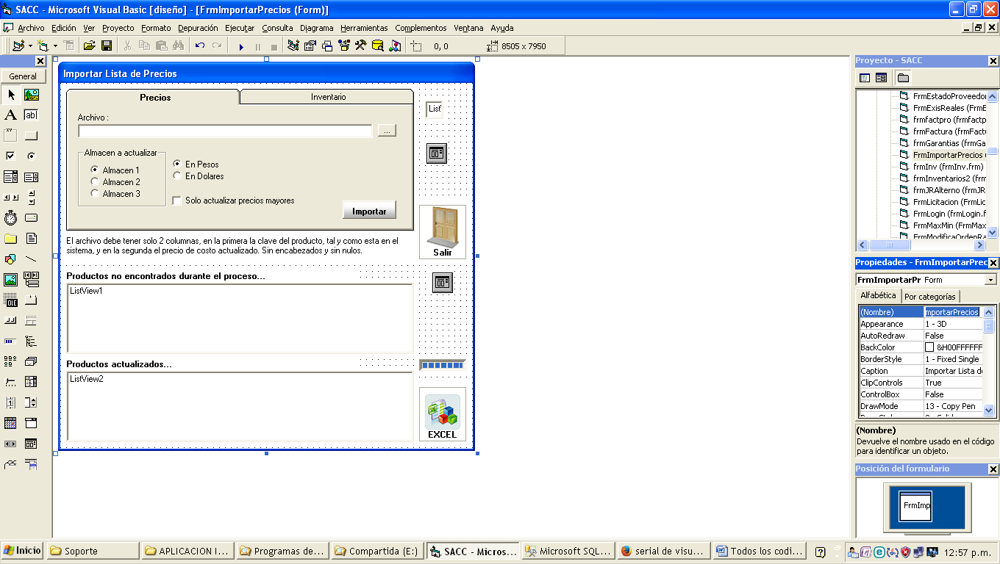 SACC - Microsoft Visual Basic [diseño] - [FrmImportarPrecios (Form)]
Archivo Edición Ver Proyecto Formato Depuración Ejecutar Consulta Diagrama Herramientas Complementos Ventana Ayuda
0, 0 8505 x 7950
General
A ab|
xv
OLE
Importar Lista de Precios
Precios Inventario
Archivo :
...
Almacen a actualizar
Almacen 1
Almacen 2
Almacen 3
En Pesos
En Dolares
Solo actualizar precios mayores
Importar
List
Salir
El archivo debe tener solo 2 columnas, en la primera la clave del producto, tal y como esta en el
sistema, y en la segunda el precio de costo actualizado. Sin encabezados y sin nulos.
Productos no encontrados durante el proceso...
ListView1
Productos actualizados...
ListView2
EXCEL
Proyecto - SACC
FrmEstadoProveedor
FrmExisReales (FrmE
frmfactpro (frmfactp
frmFactura (frmFactu
frmGarantias (frmGa
FrmImportarPrecios (
frmInv (frmInv.frm)
frmInventarios2 (frm
frmJRAlterno (frmJR
FrmLicitacion (FrmLic
FrmLogin (frmLogin.f
FrmMaxMin (FrmMax
FrmModificaOrdenRa
Propiedades - FrmImportarPrec
FrmImportarPr Form
Alfabética Por categorías
(Nombre) mportarPrecios
Appearance 1 - 3D
AutoRedraw False
BackColor &H00FFFFFF
BorderStyle 1 - Fixed Single
Caption Importar Lista de
ClipControls True
ControlBox False
DrawMode 13 - Copy Pen
(Nombre)
Devuelve el nombre usado en el código
para identificar un objeto.
Posición del formulario
FrmImp
Inicio Soporte APLICACION I... Programas de... Compartida (E:) SACC - Micros... Microsoft SQL... serial de visu... Todos los codi... 12:57 p.m.